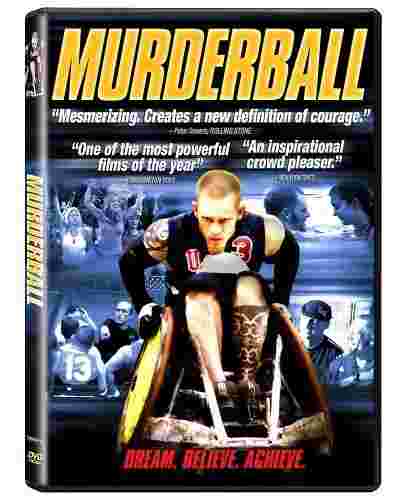 MURDERBALL
"Mesmerizing. Creates a new definition of courage."
ROLLING STONE
"One of the most powerful
films of the year"
"An inspirational
crowd pleaser."
MURDERBALL
13
DREAM. BELIEVE. ACHIEVE.
DVD